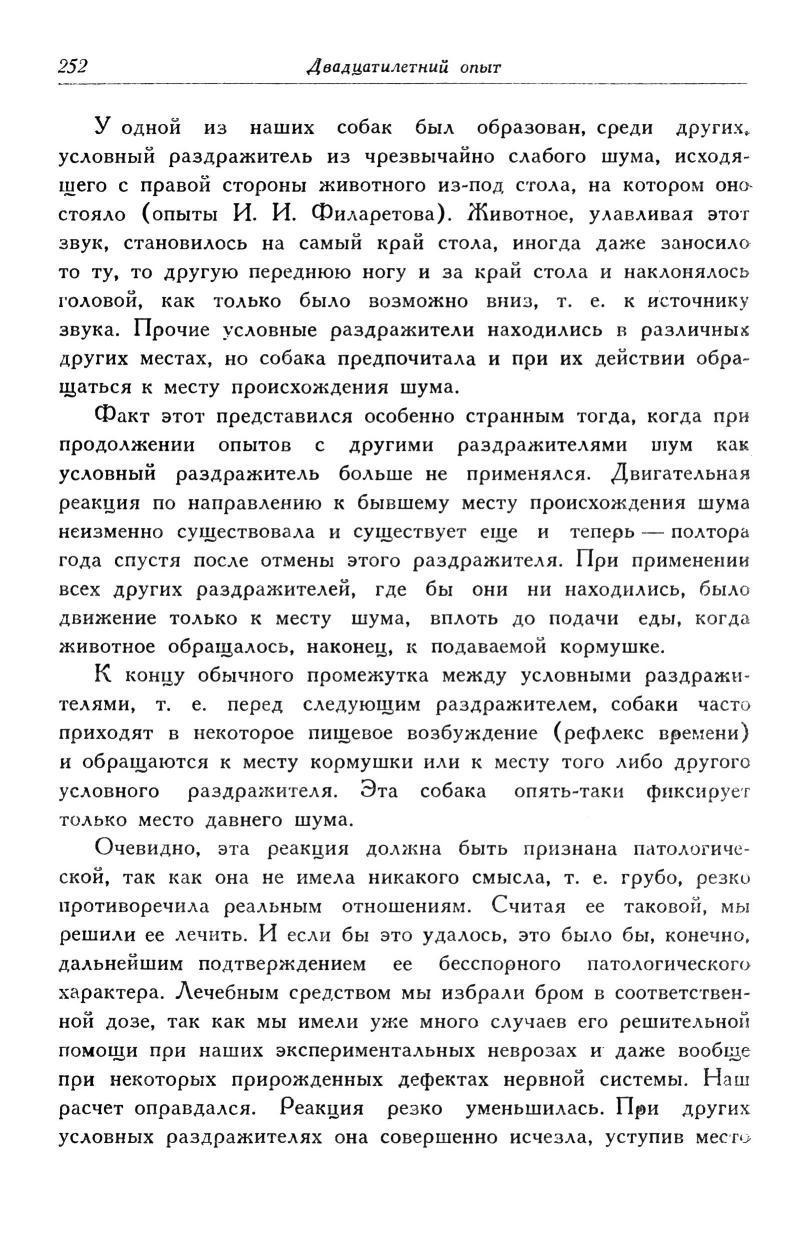 252 Двадцатилетний опыт
У одной из наших собак был образован, среди других,
условный раздражитель из чрезвычайно слабого шума, исходя-
щего с правой стороны животного из-под стола, на котором оно
стояло (опыты И. И. Филаретова). Животное, улавливая этот
звук, становилось на самый край стола, иногда даже заносило
то ту, то другую переднюю ногу и за край стола и наклонялось
головой, как только было возможно вниз, т. е. к источнику
звука. Прочие условные раздражители находились в различных
других местах, но собака предпочитала и при их действии обра-
щаться к месту происхождения шума.
Факт этот представился особенно странным тогда, когда при
продолжении опытов с другими раздражителями шум как
условный раздражитель больше не применялся. Двигательная
реакция по направлению к бывшему месту происхождения шума
неизменно существовала и существует еще и теперь — полтора
года спустя после отмены этого раздражителя. При применении
всех других раздражителей, где бы они ни находились, было
движение только к месту шума, вплоть до подачи еды, когда
животное обращалось, наконец, к подаваемой кормушке.
К концу обычного промежутка между условными раздражи-
телями, т. е. перед следующим раздражителем, собаки часто
приходят в некоторое пищевое возбуждение (рефлекс времени)
и обращаются к месту кормушки или к месту того либо другого
условного раздражителя. Эта собака опять-таки фиксирует
только место давнего шума.
Очевидно, эта реакция должна быть признана патологиче-
ской, так как она не имела никакого смысла, т. е. грубо, резко
противоречила реальным отношениям. Считая ее таковой, мы
решили ее лечить. И если бы это удалось, это было бы, конечно,
дальнейшим подтверждением ее бесспорного патологического
характера. Лечебным средством мы избрали бром в соответствен-
ной дозе, так как мы имели уже много случаев его решительной
помощи при наших экспериментальных неврозах и даже вообще
при некоторых прирожденных дефектах нервной системы. Наш
расчет оправдался. Реакция резко уменьшилась. При других
условных раздражителях она совершенно исчезла, уступив место